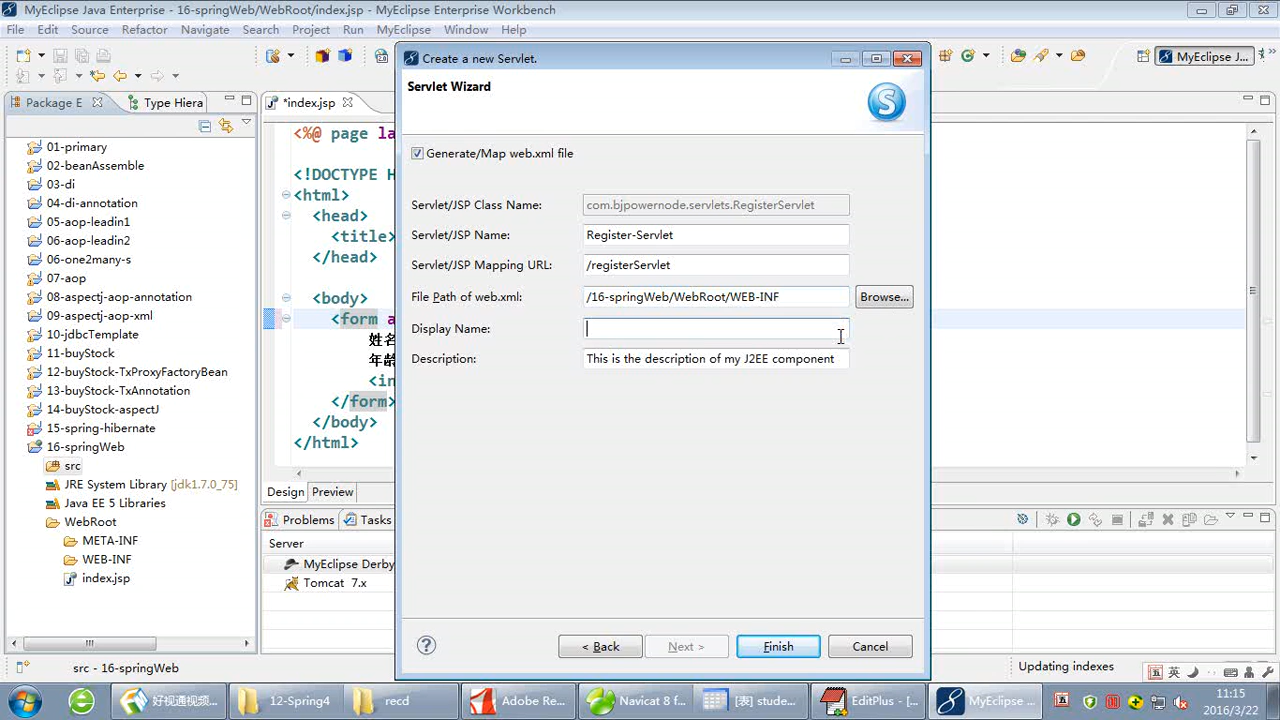 MyEclipse Java Enterprise - 16-springWeb/WebRoot/index.jsp - MyEclipse Enterprise Workbench
File Edit Source Refactor Navigate Search Project Run MyEclipse Window Help
MyEclipse J...
Package E
Type Hiera
01-primary
02-beanAssemble
03-di
04-di-annotation
05-aop-leadin1
06-aop-leadin2
06-one2many-s
07-aop
08-aspectj-aop-annotation
09-aspectj-aop-xml
10-jdbcTemplate
11-buyStock
12-buyStock-TxProxyFactoryBean
13-buyStock-TxAnnotation
14-buyStock-aspectJ
15-spring-hibernate
16-springWeb
src
JRE System Library [jdk1.7.0_75]
Java EE 5 Libraries
WebRoot
META-INF
WEB-INF
index.jsp
*index.jsp
<%@ page la
<!DOCTYPE H
<html>
<head>
<title>
</head>
<body>
<form a
姓名
年龄
<in
</form>
</body>
</html>
Design Preview
Problems Tasks
Server
MyEclipse Derby
Tomcat 7.x
Create a new Servlet.
Servlet Wizard
Generate/Map web.xml file
Servlet/JSP Class Name: com.bjpowernode.servlets.RegisterServlet
Servlet/JSP Name: Register-Servlet
Servlet/JSP Mapping URL: /registerServlet
File Path of web.xml: /16-springWeb/WebRoot/WEB-INF Browse...
Display Name:
Description: This is the description of my J2EE component
< Back Next > Finish Cancel
src - 16-springWeb
Updating indexes
英
好视通视频... 12-Spring4 recd Adobe Re... Navicat 8 f... [表] stude... EditPlus - [... MyEclipse ...
11:15
2016/3/22